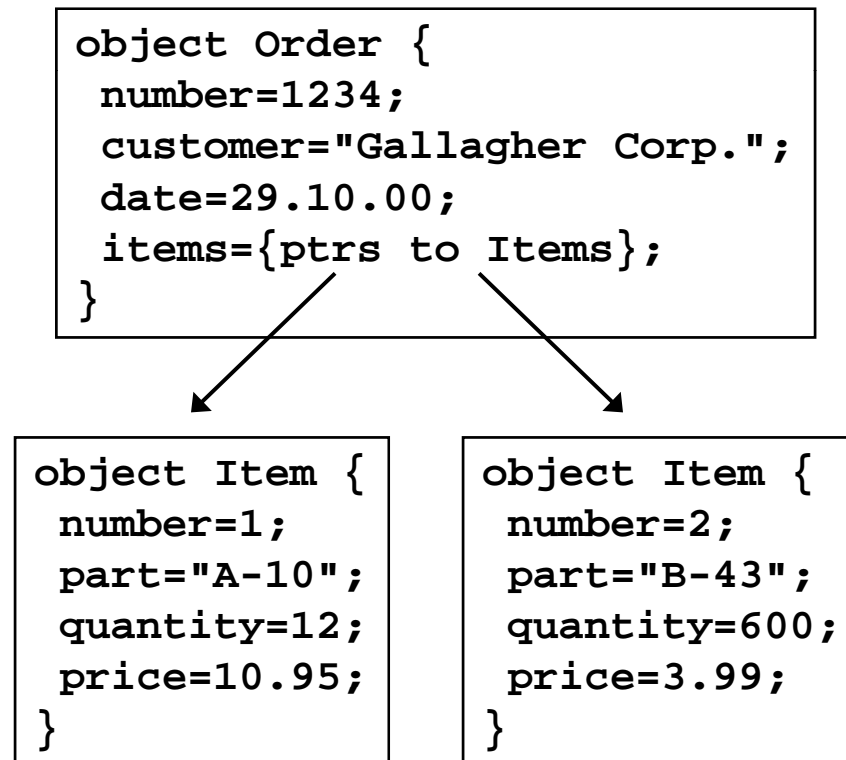 object Order {
number=1234;
customer="Gallagher Corp.";
date=29.10.00;
items={ptrs to Items};
}
object Item {
number=1;
part="A-10";
quantity=12;
price=10.95;
}
object Item {
number=2;
part="B-43";
quantity=600;
price=3.99;
}